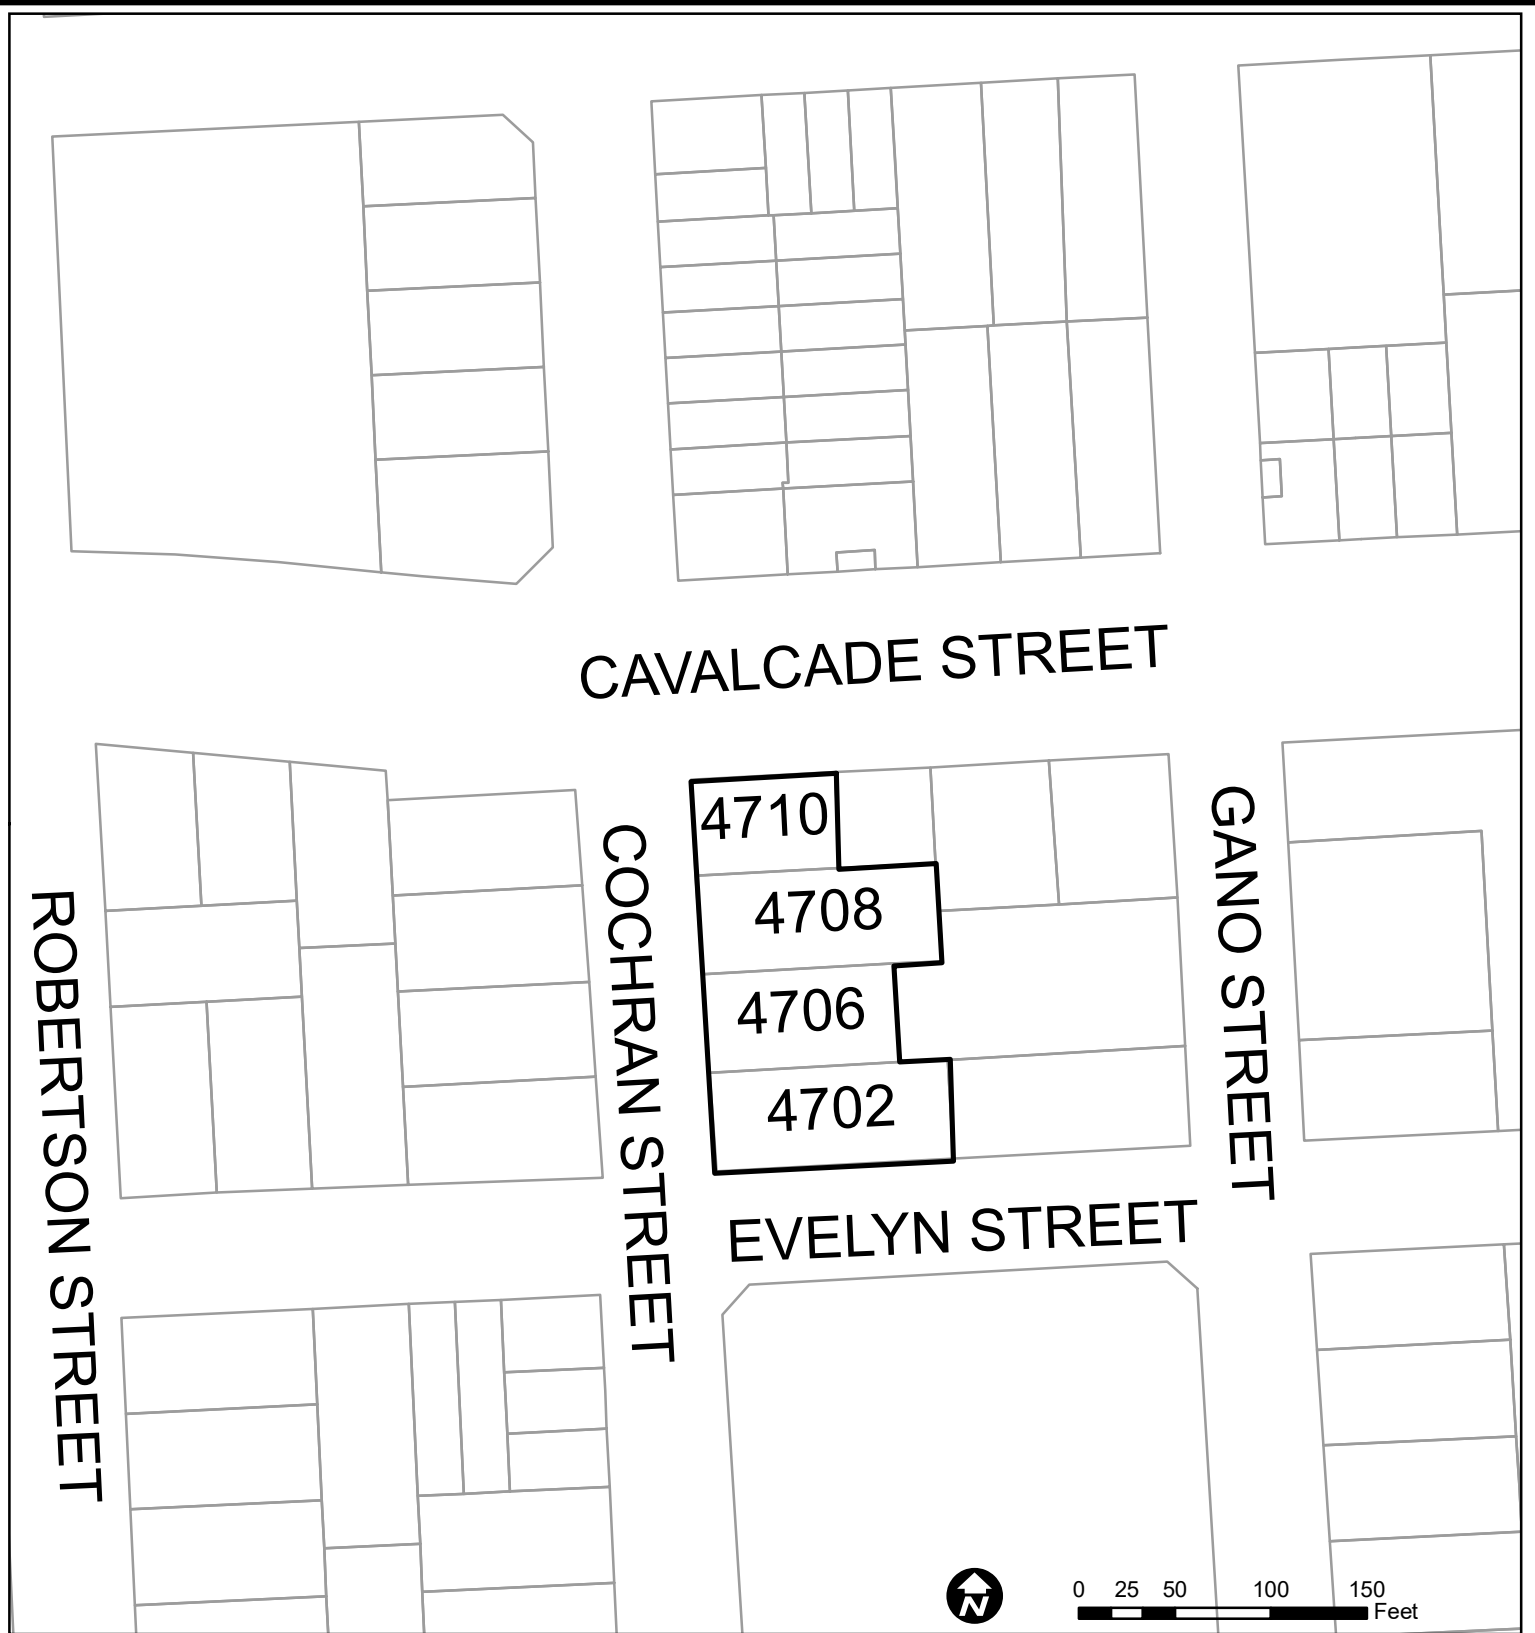 CAVALCADE STREET
4710
4708
4706
4702
COCHRAN STREET
GANO STREET
ROBERTSON STREET
EVELYN STREET
N
0 25 50 100 150
Feet